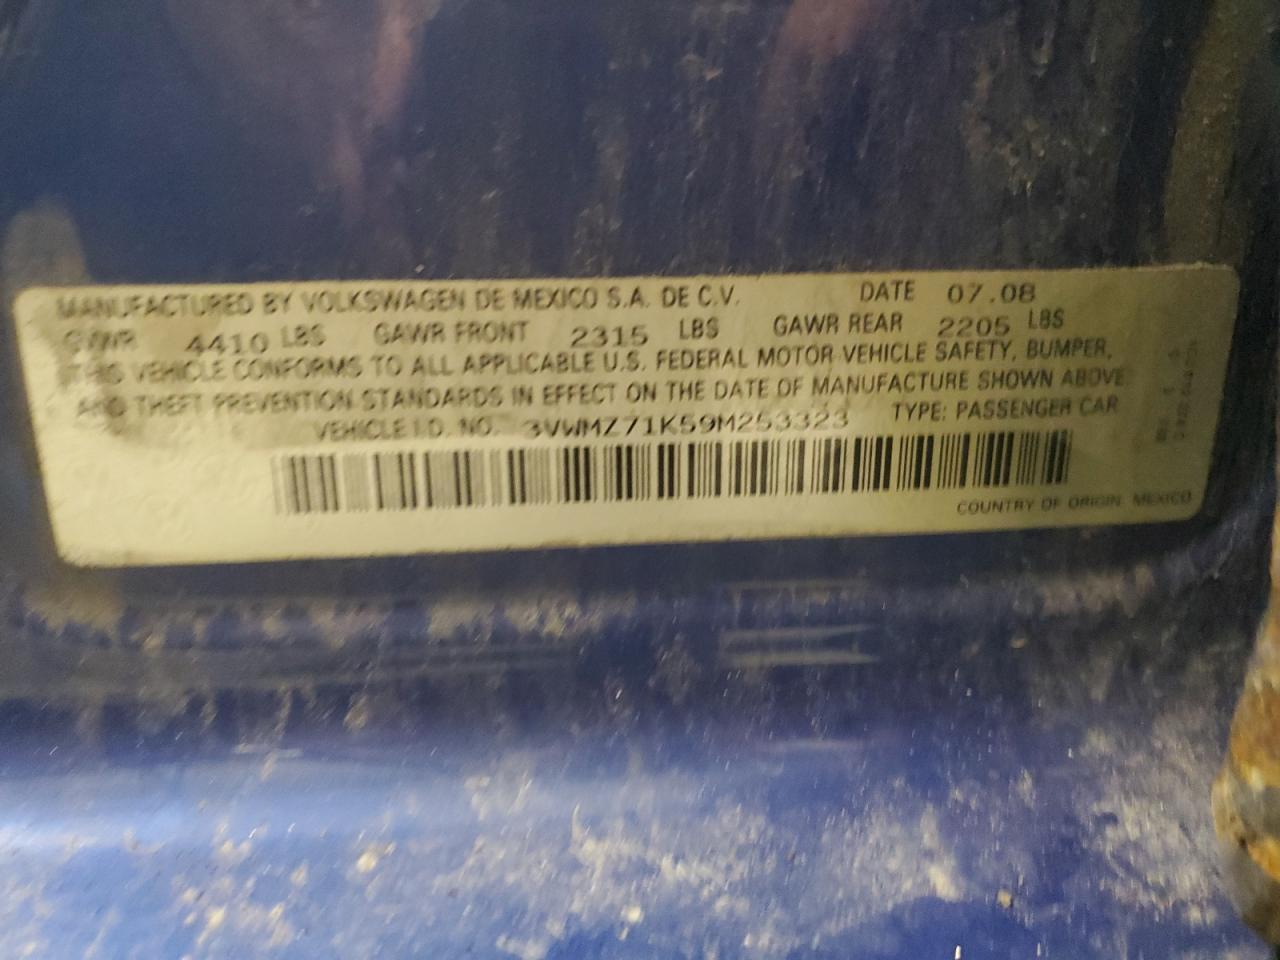 MANUFACTURED BY VOLKSWAGEN DE MEXICO S.A. DE C.V. DATE 07.08
GVWR 4410 LBS GAWR FRONT 2315 LBS GAWR REAR 2205 LBS
THIS VEHICLE CONFORMS TO ALL APPLICABLE U.S. FEDERAL MOTOR VEHICLE SAFETY, BUMPER,
AND THEFT PREVENTION STANDARDS IN EFFECT ON THE DATE OF MANUFACTURE SHOWN ABOVE
VEHICLE I.D. NO. 3VWMZ71K59M253323 TYPE: PASSENGER CAR
COUNTRY OF ORIGIN: MEXICO